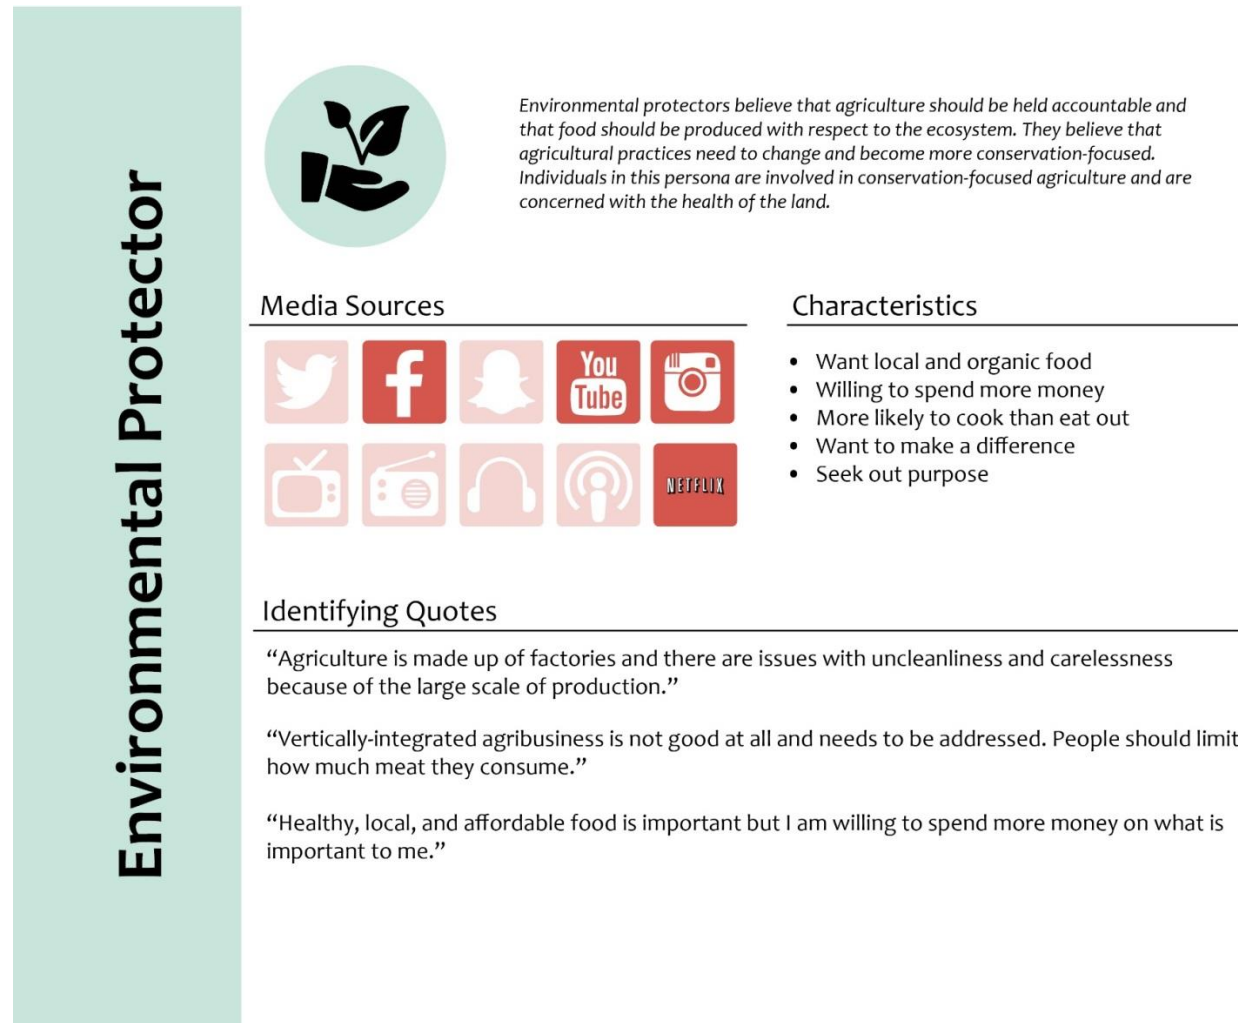 Environmental Protector
Environmental protectors believe that agriculture should be held accountable and
that food should be produced with respect to the ecosystem. They believe that
agricultural practices need to change and become more conservation-focused.
Individuals in this persona are involved in conservation-focused agriculture and are
concerned with the health of the land.
Media Sources
You
Tube
NETFLIX
Characteristics
• Want local and organic food
• Willing to spend more money
• More likely to cook than eat out
• Want to make a difference
• Seek out purpose
Identifying Quotes
“Agriculture is made up of factories and there are issues with uncleanliness and carelessness
because of the large scale of production.”
“Vertically-integrated agribusiness is not good at all and needs to be addressed. People should limit
how much meat they consume.”
“Healthy, local, and affordable food is important but I am willing to spend more money on what is
important to me.”